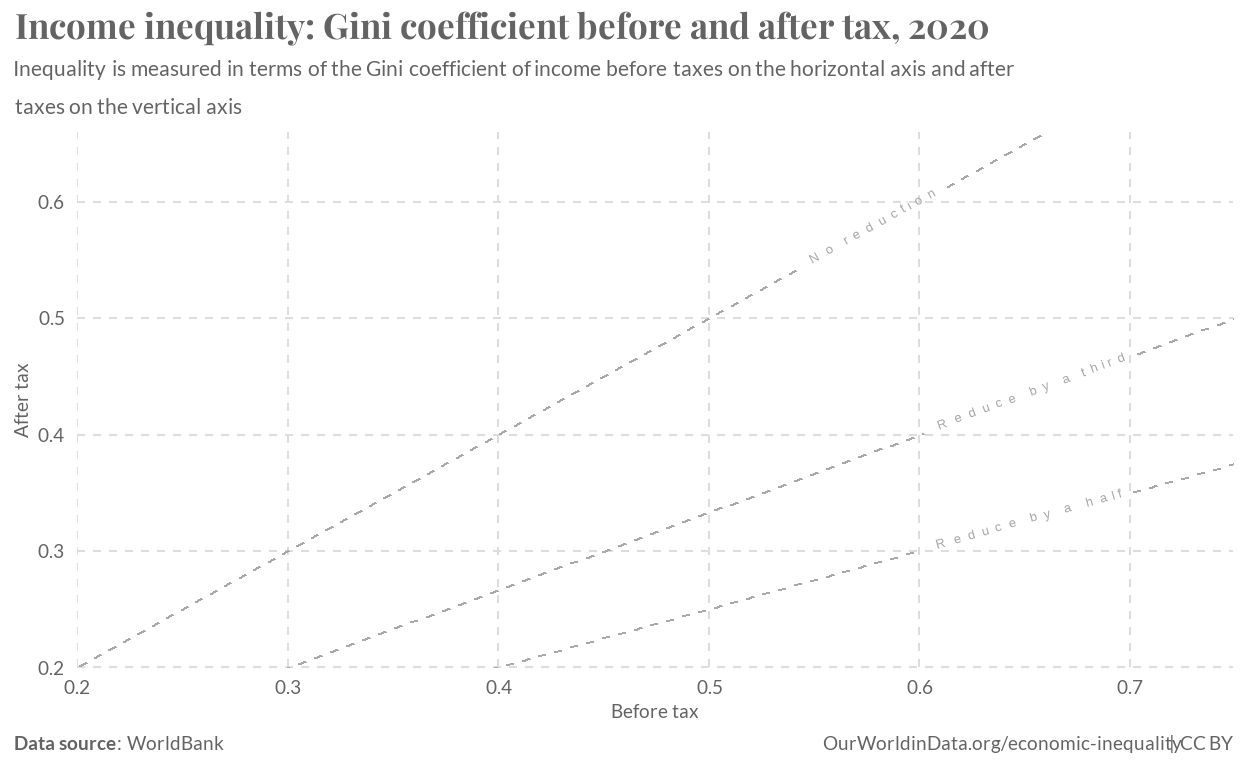 Income inequality: Gini coefficient before and after tax, 2020
Inequality is measured in terms of the Gini coefficient of income before taxes on the horizontal axis and after
taxes on the vertical axis
0.6
No reduction
0.5
Reduce by a third
After tax
0.4
Reduce by a half
0.3
0.2
0.2 0.3 0.4 0.5 0.6 0.7
Before tax
Data source: WorldBank
OurWorldinData.org/economic-inequality | CC BY